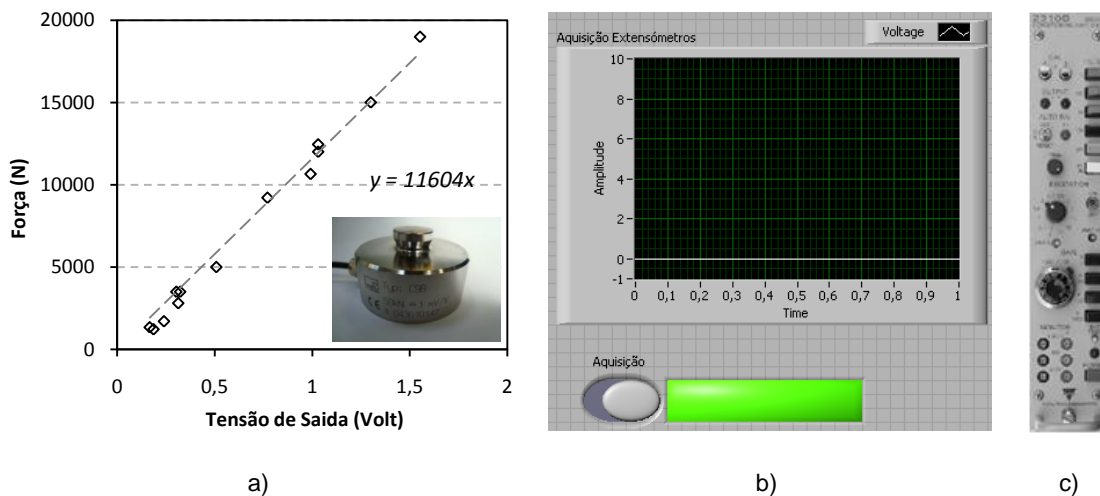 20000
15000
10000
5000
0
0 0,5 1 1,5 2
Força (N)
Tensão de Saida (Volt)
y = 11604x
a)
Aquisição Extensómetros
Voltage
10
8
6
4
2
0
-1
0 0,1 0,2 0,3 0,4 0,5 0,6 0,7 0,8 0,9 1
Amplitude
Time
Aquisição
b)
OUTPUT
MONITOR
c)